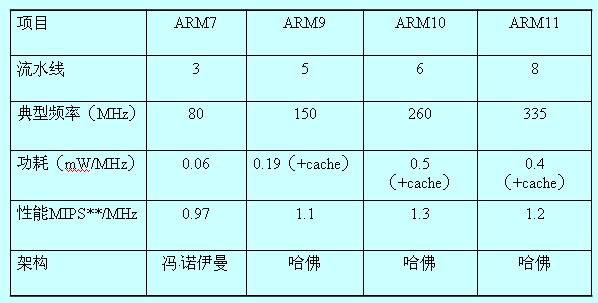 项目 ARM7 ARM9 ARM10 ARM11
流水线 3 5 6 8
典型频率（MHz） 80 150 260 335
功耗（mW/MHz） 0.06 0.19（+cache） 0.5（+cache） 0.4（+cache）
性能MIPS**/MHz 0.97 1.1 1.3 1.2
架构 冯·诺伊曼 哈佛 哈佛 哈佛